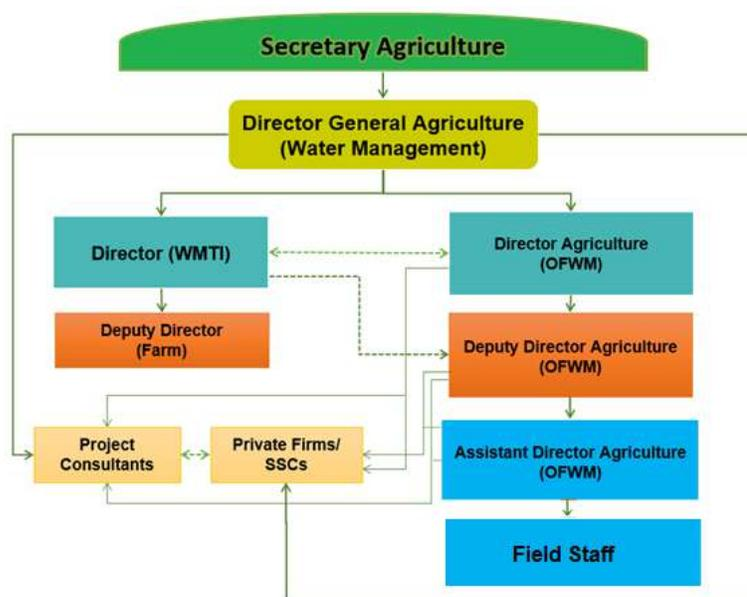 Secretary Agriculture
Director General Agriculture
(Water Management)
Director (WMTI)
Director Agriculture
(OFWM)
Deputy Director
(Farm)
Deputy Director Agriculture
(OFWM)
Project
Consultants
Private Firms/
SSCs
Assistant Director Agriculture
(OFWM)
Field Staff